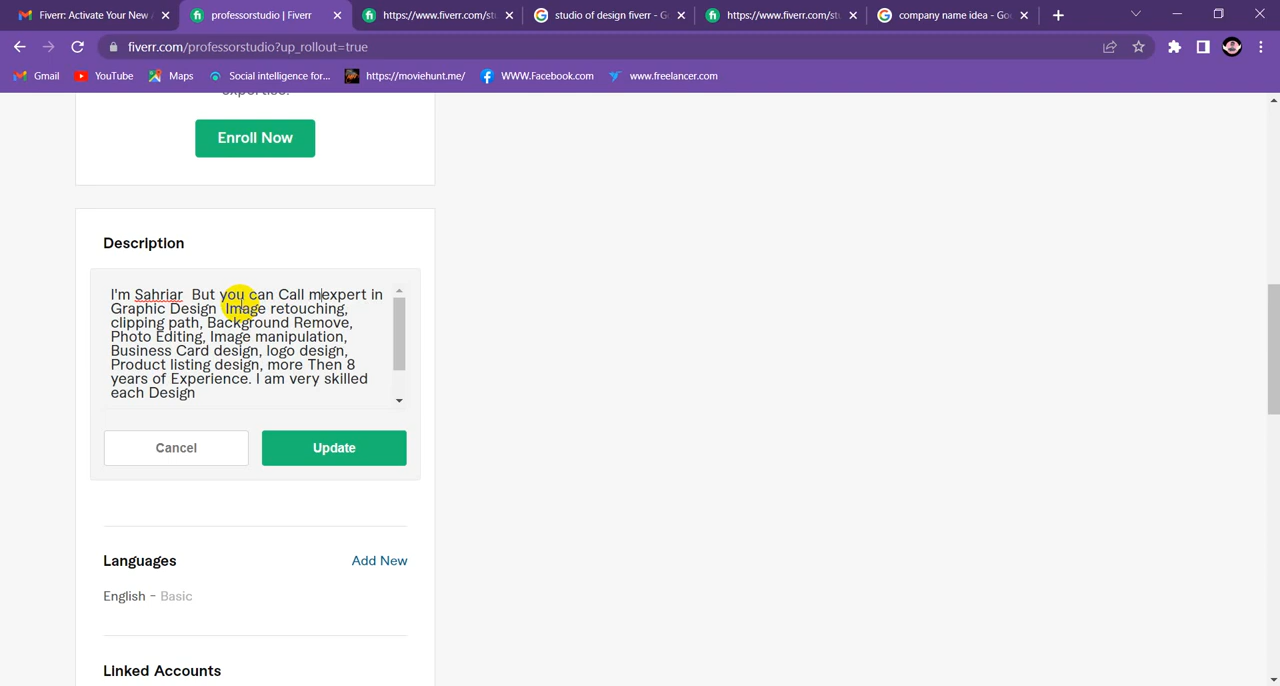 Fiverr: Activate Your New A
professorstudio | Fiverr
https://www.fiverr.com/stu
studio of design fiverr - Go
https://www.fiverr.com/stu
company name idea - Goo
fiverr.com/professorstudio?up_rollout=true
Gmail
YouTube
Maps
Social intelligence for...
https://moviehunt.me/
WWW.Facebook.com
www.freelancer.com
expertise.
Enroll Now
Description
I'm Sahriar But you can Call mexpert in
Graphic Design Image retouching,
clipping path, Background Remove,
Photo Editing, Image manipulation,
Business Card design, logo design,
Product listing design, more Then 8
years of Experience. I am very skilled
each Design
Cancel
Update
Languages
Add New
English - Basic
Linked Accounts